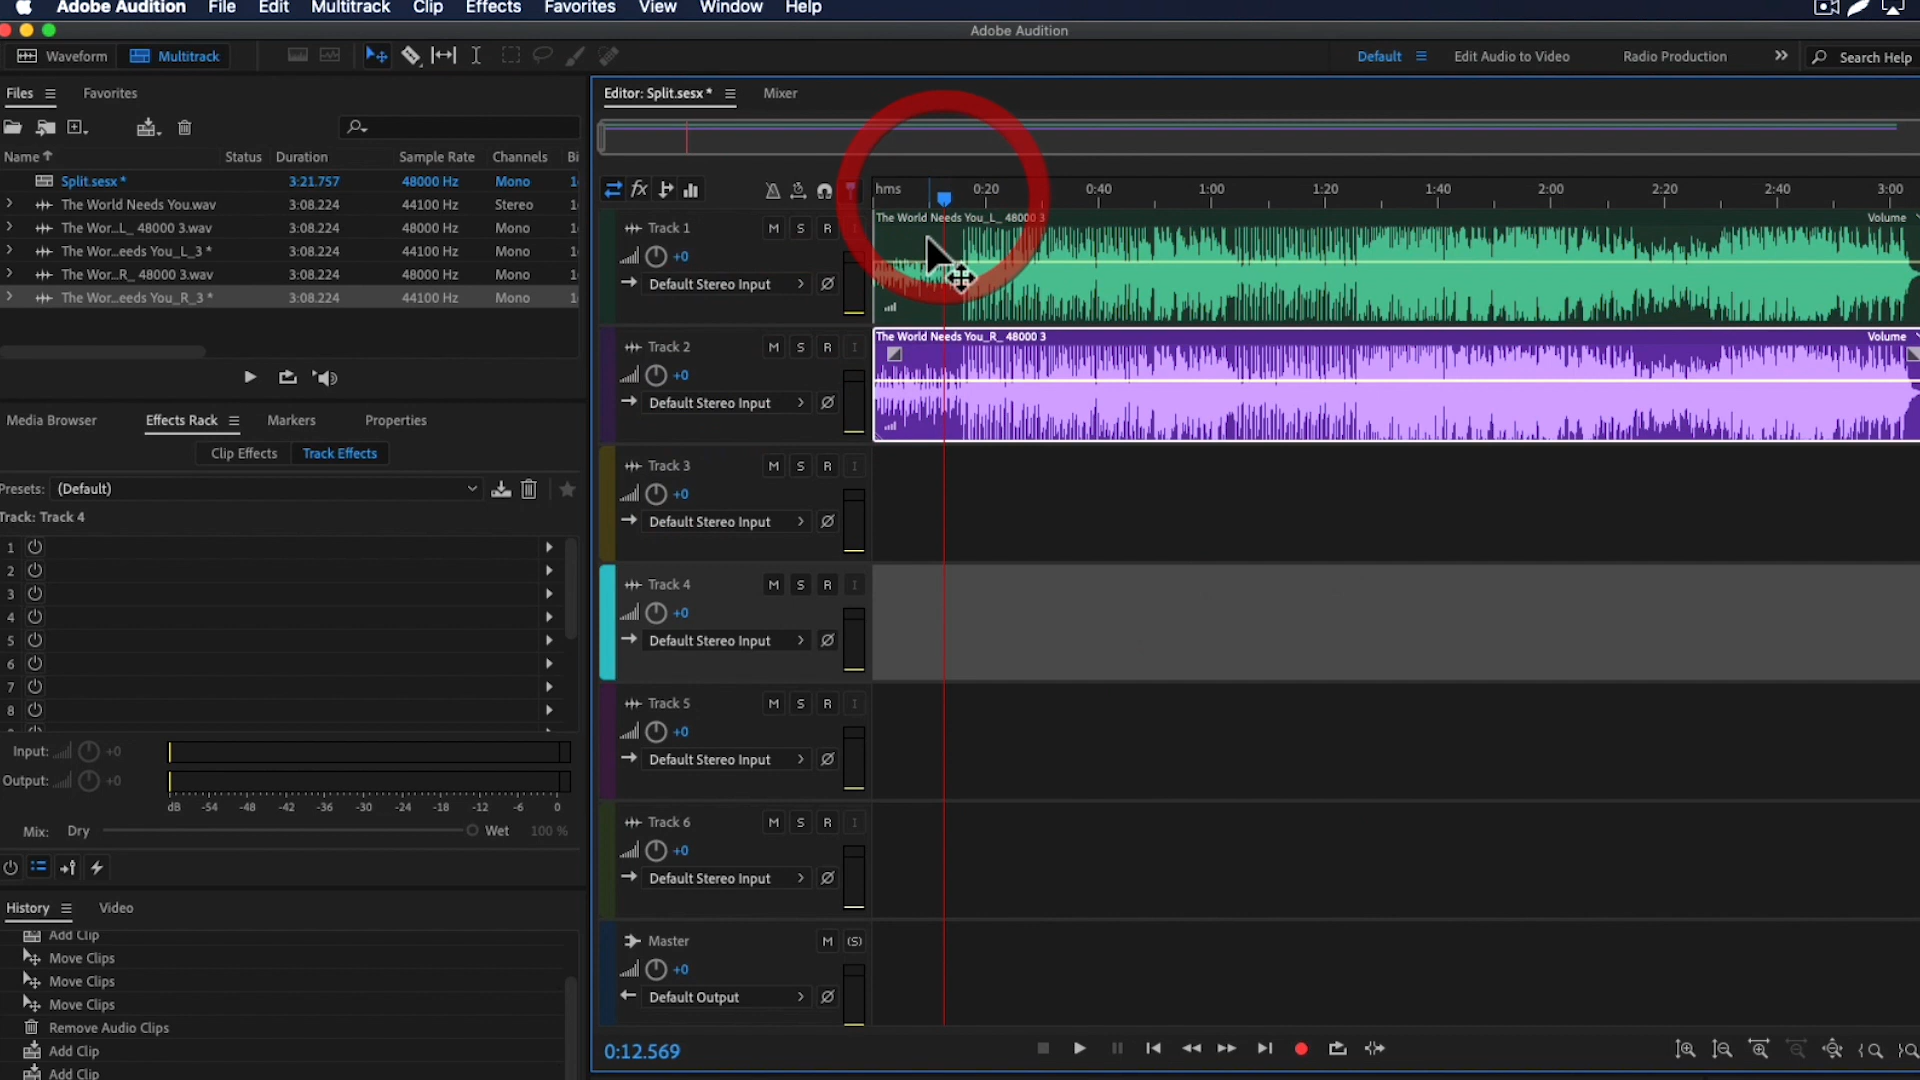 Adobe Audition File Edit Multitrack Clip Effects Favorites View Window Help
Adobe Audition
Waveform Multitrack Default Edit Audio to Video Radio Production Search Help
Files Favorites Editor: Split.sesx * Mixer
Name Status Duration Sample Rate Channels Bi
Split.sesx * 3:21.757 48000 Hz Mono
The World Needs You.wav 3:08.224 44100 Hz Stereo
The Wor...L_ 48000 3.wav 3:08.224 48000 Hz Mono
The Wor...eeds You_L_3 * 3:08.224 44100 Hz Mono
The Wor...R_ 48000 3.wav 3:08.224 48000 Hz Mono
The Wor...eeds You_R_3 * 3:08.224 44100 Hz Mono
Media Browser Effects Rack Markers Properties
Clip Effects Track Effects
Presets: (Default)
Track: Track 4
1
2
3
4
5
6
7
8
Input: +0
Output: +0
dB -54 -48 -42 -36 -30 -24 -18 -12 -6 0
Mix: Dry Wet 100 %
History Video
Add Clip
Move Clips
Move Clips
Move Clips
Remove Audio Clips
Add Clip
Add Clip
fx hms 0:20 0:40 1:00 1:20 1:40 2:00 2:20 2:40 3:00
Track 1 M S R
+0
Default Stereo Input
The World Needs You_L_ 48000 3 Volume
Track 2 M S R I
+0
Default Stereo Input
The World Needs You_R_ 48000 3 Volume
Track 3 M S R I
+0
Default Stereo Input
Track 4 M S R I
+0
Default Stereo Input
Track 5 M S R I
+0
Default Stereo Input
Track 6 M S R I
+0
Default Stereo Input
Master M (S)
+0
Default Output
0:12.569